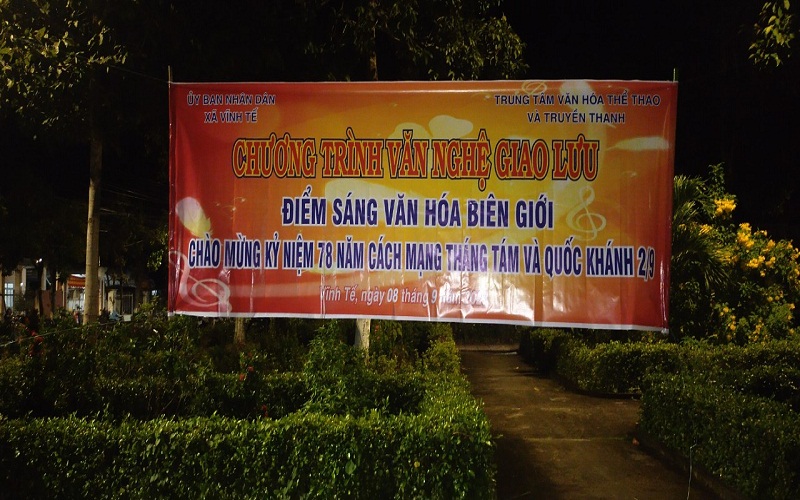 ỦY BAN NHÂN DÂN
XÃ VĨNH TẾ
TRUNG TÂM VĂN HÓA THỂ THAO
VÀ TRUYỀN THANH
CHƯƠNG TRÌNH VĂN NGHỆ GIAO LƯU
ĐIỂM SÁNG VĂN HÓA BIÊN GIỚI
CHÀO MỪNG KỶ NIỆM 78 NĂM CÁCH MẠNG THÁNG TÁM VÀ QUỐC KHÁNH 2/9
Vĩnh Tế, ngày 08 tháng 9